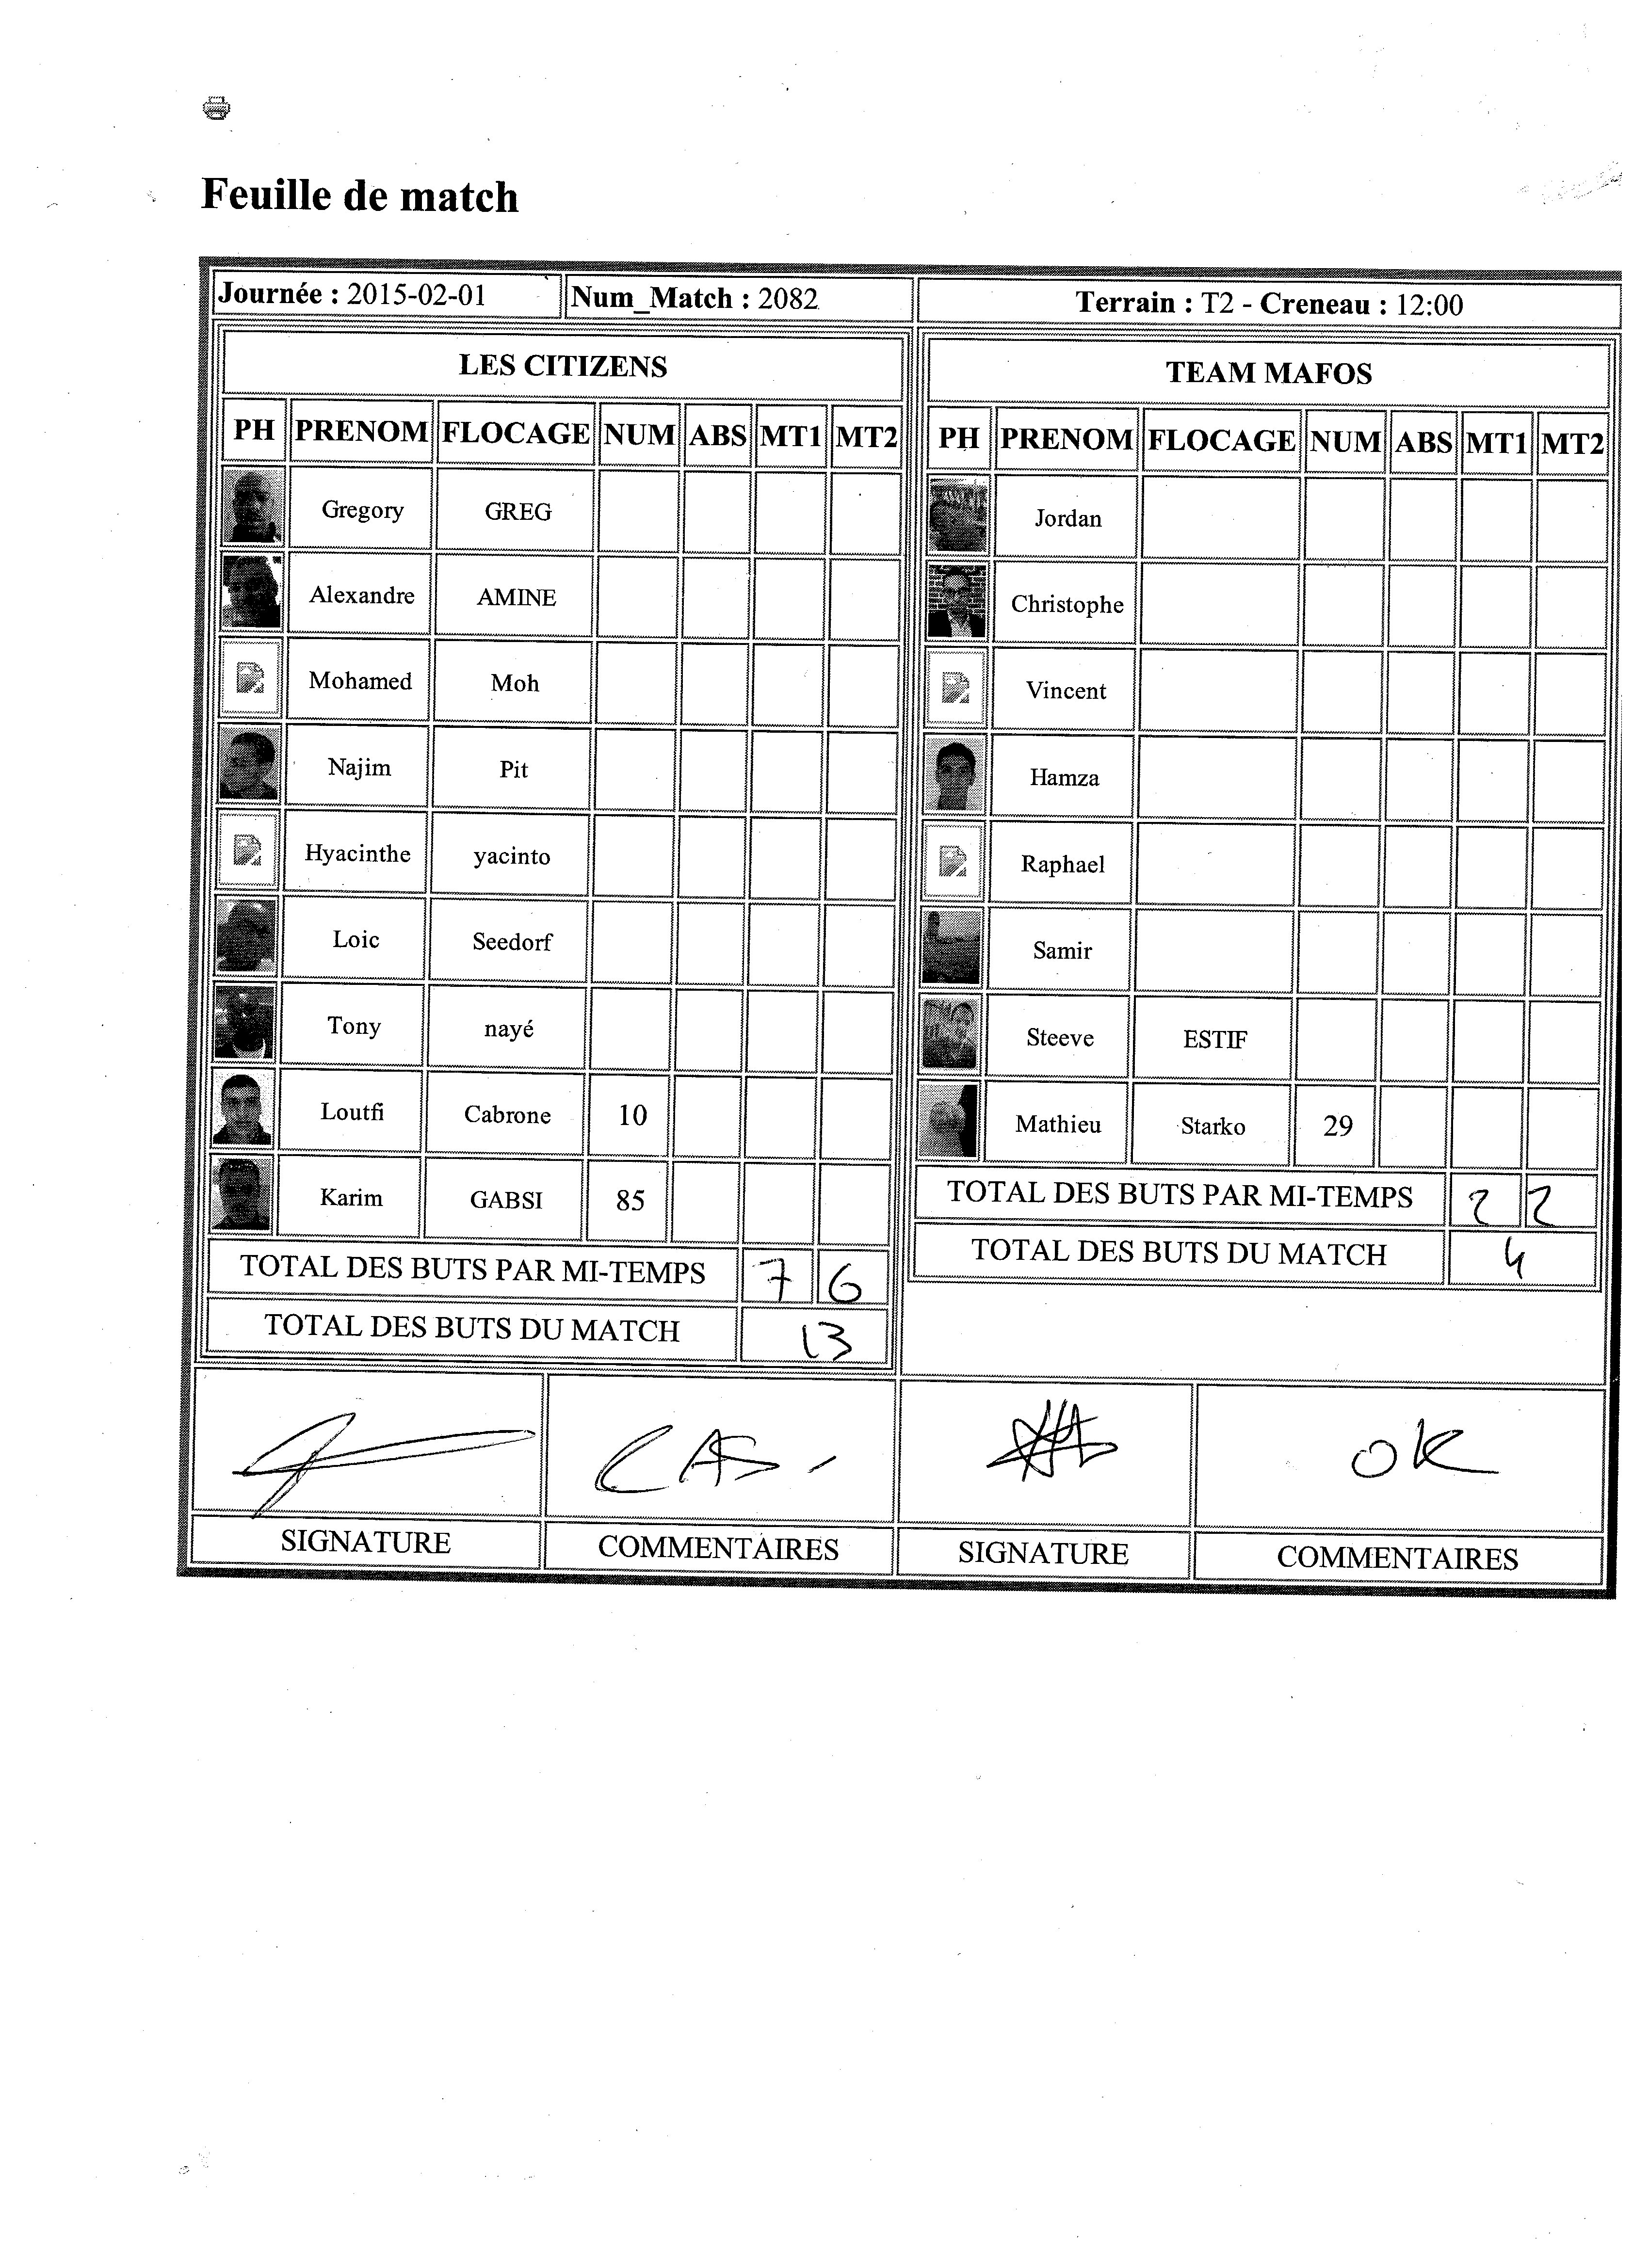 Feuille de match
Journée : 2015-02-01 Num_Match : 2082 Terrain : T2 - Creneau : 12:00
LES CITIZENS
PH PRENOM FLOCAGE NUM ABS MT1 MT2
Gregory GREG
Alexandre AMINE
Mohamed Moh
Najim Pit
Hyacinthe yacinto
Loic Seedorf
Tony nayé
Loutfi Cabrone 10
Karim GABSI 85
TOTAL DES BUTS PAR MI-TEMPS 7 6
TOTAL DES BUTS DU MATCH 13
TEAM MAFOS
PH PRENOM FLOCAGE NUM ABS MT1 MT2
Jordan
Christophe
Vincent
Hamza
Raphael
Samir
Steeve ESTIF
Mathieu Starko 29
TOTAL DES BUTS PAR MI-TEMPS 2 2
TOTAL DES BUTS DU MATCH 4
OK
SIGNATURE COMMENTAIRES SIGNATURE COMMENTAIRES